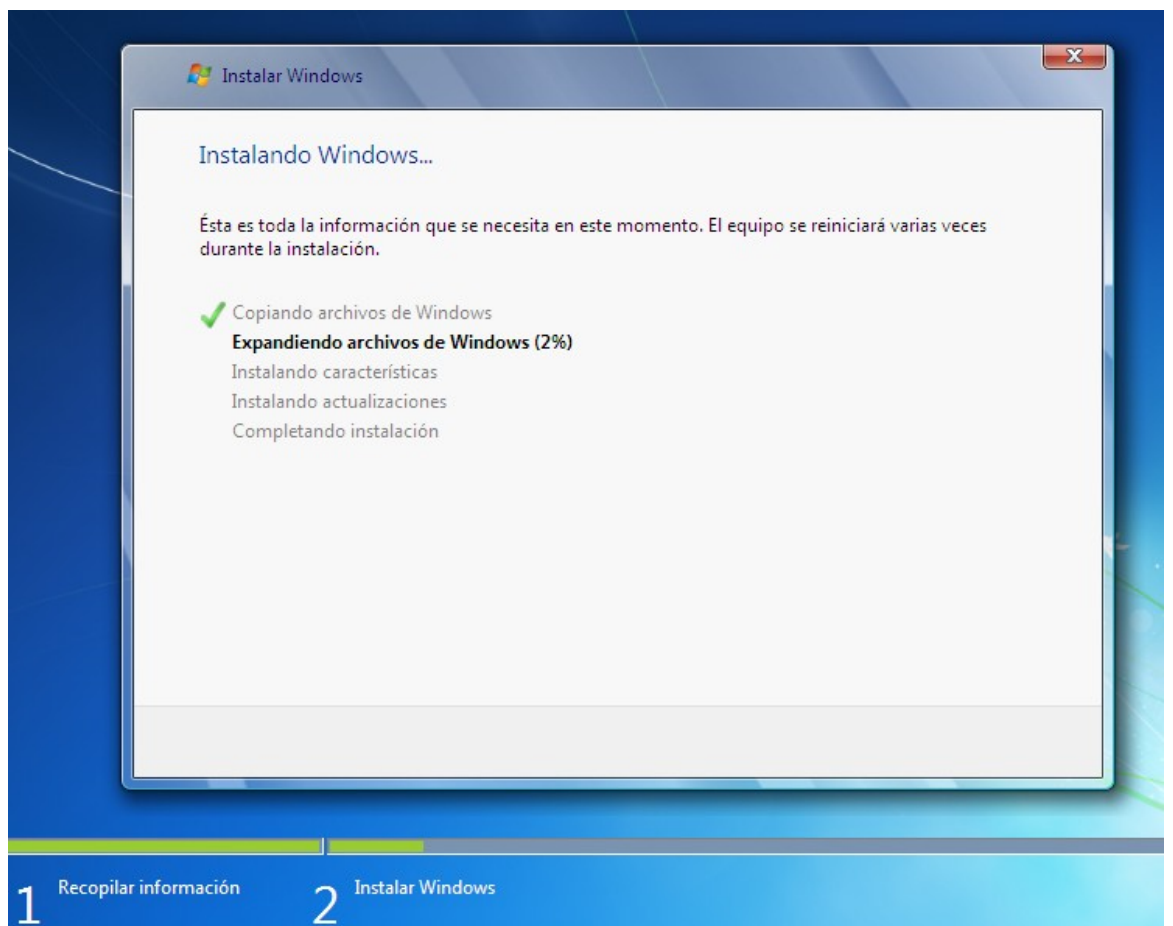 Instalar Windows
Instalando Windows...
Ésta es toda la información que se necesita en este momento. El equipo se reiniciará varias veces
durante la instalación.
Copiando archivos de Windows
Expandiendo archivos de Windows (2%)
Instalando características
Instalando actualizaciones
Completando instalación
1 Recopilar información 2 Instalar Windows